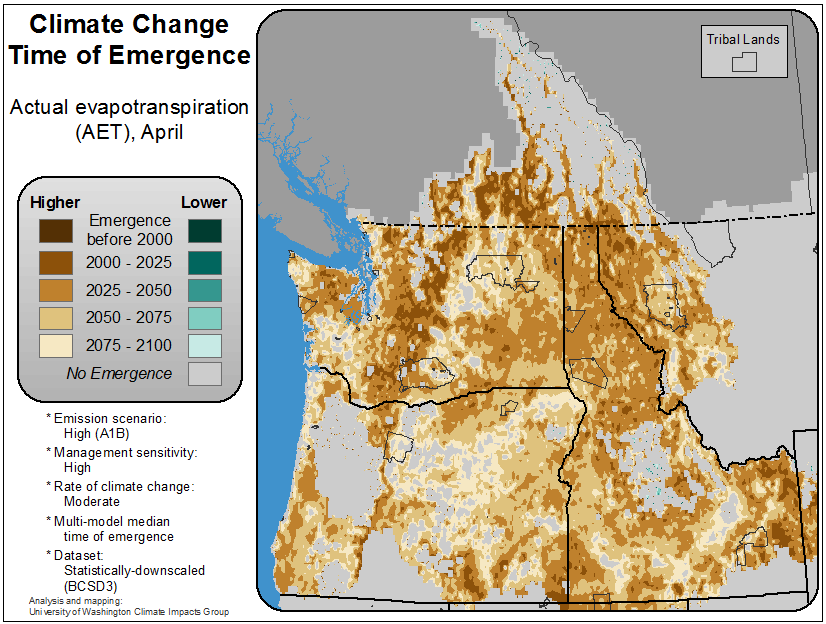 Climate Change
Time of Emergence
Actual evapotranspiration
(AET), April
Higher Lower
Emergence
before 2000
2000 - 2025
2025 - 2050
2050 - 2075
2075 - 2100
No Emergence
* Emission scenario:
High (A1B)
* Management sensitivity:
High
* Rate of climate change:
Moderate
* Multi-model median
time of emergence
* Dataset:
Statistically-downscaled
(BCSD3)
Analysis and mapping:
University of Washington Climate Impacts Group
Tribal Lands